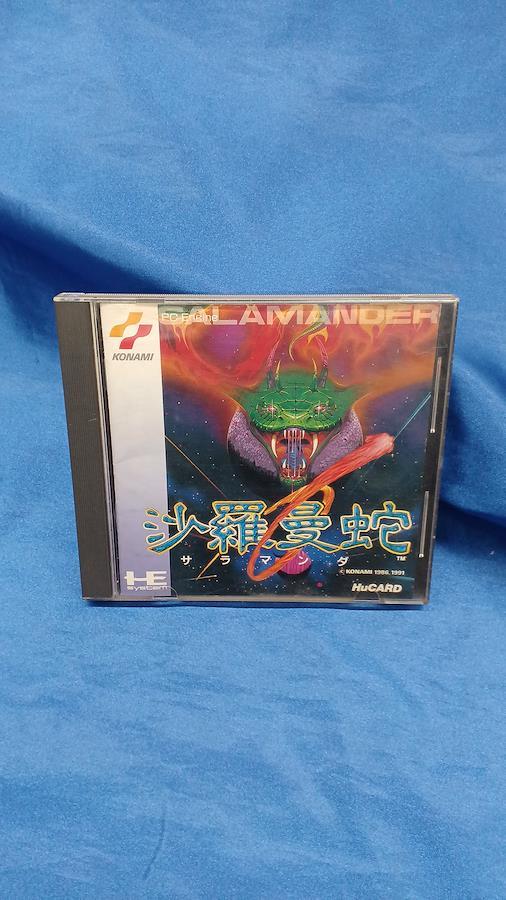 PC Engine SALAMANDER
KONAMI
沙羅曼蛇
サラマンダ
TM
© KONAMI 1986, 1991
HE
system
HuCARD